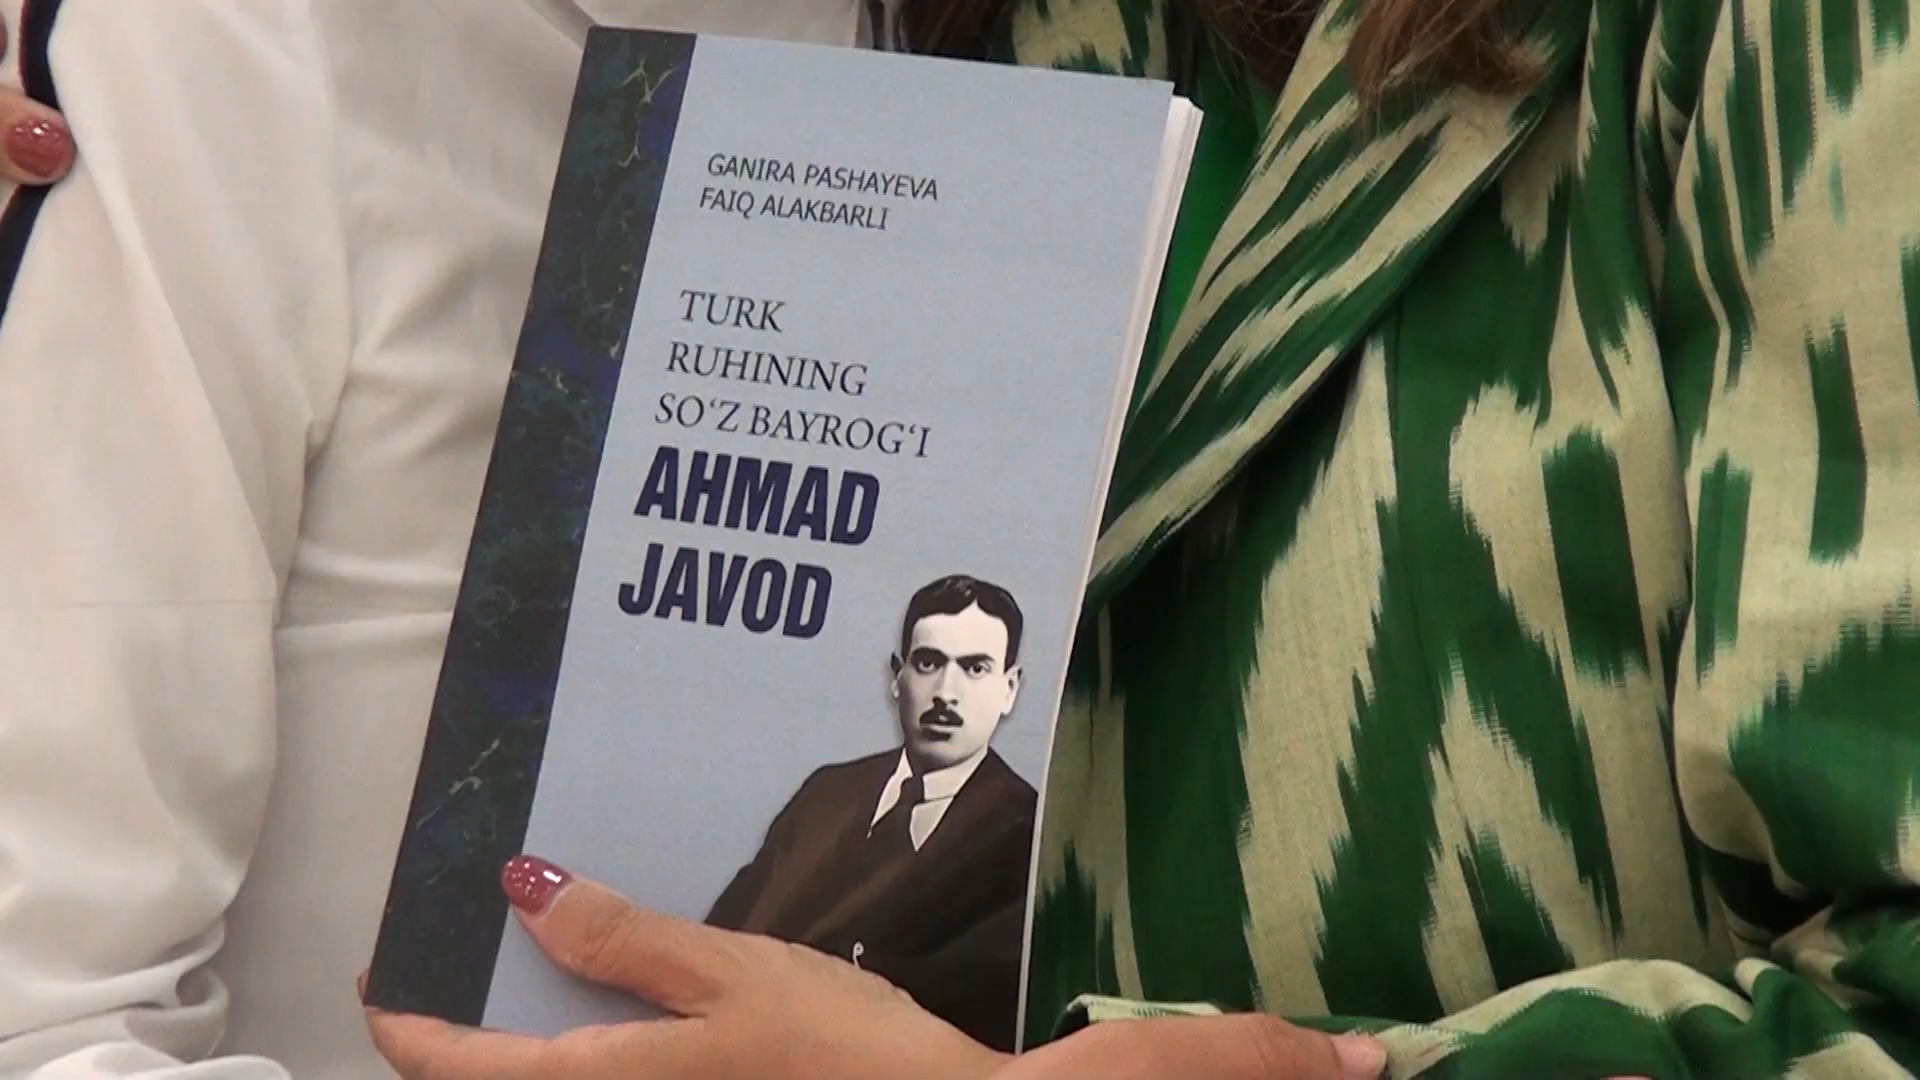 GANIRA PASHAYEVA
FAIQ ALAKBARLI
TURK
RUHINING
SO‘Z BAYROG‘I
AHMAD
JAVOD